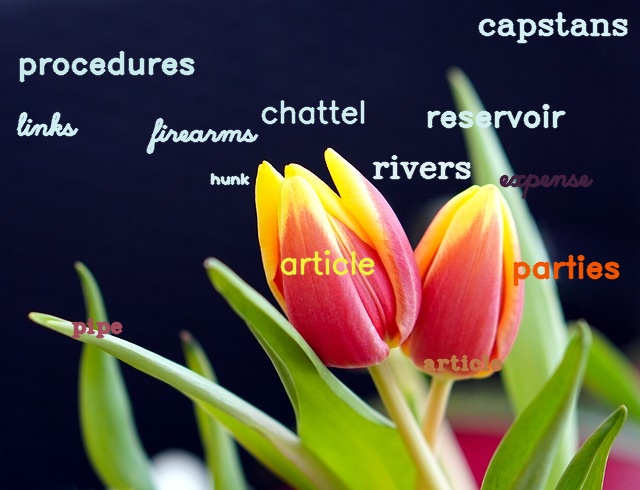 capstans
procedures
links
firearms
chattel
reservoir
hunk
rivers
expense
article
parties
pipe
article